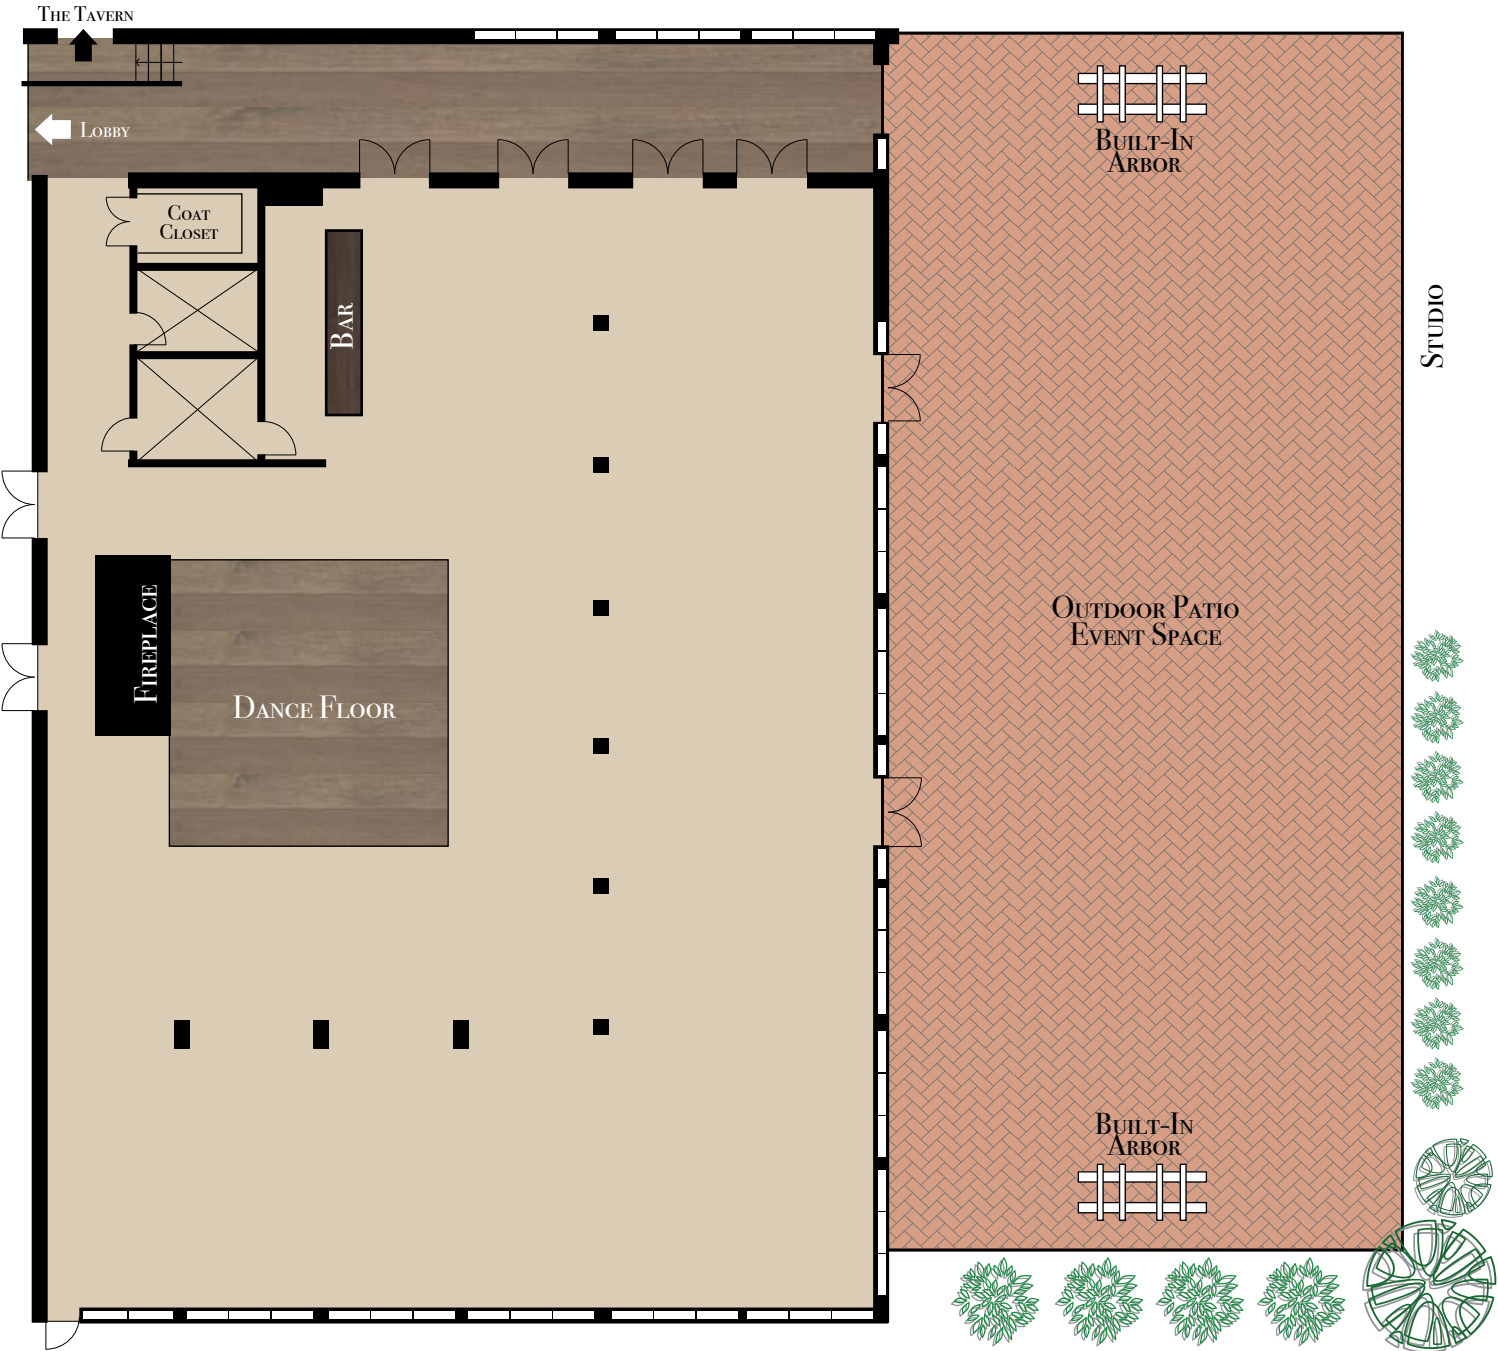 The Tavern
Lobby
Coat
Closet
Bar
Fireplace
Dance Floor
Built-In
Arbor
Studio
Outdoor Patio
Event Space
Built-In
Arbor